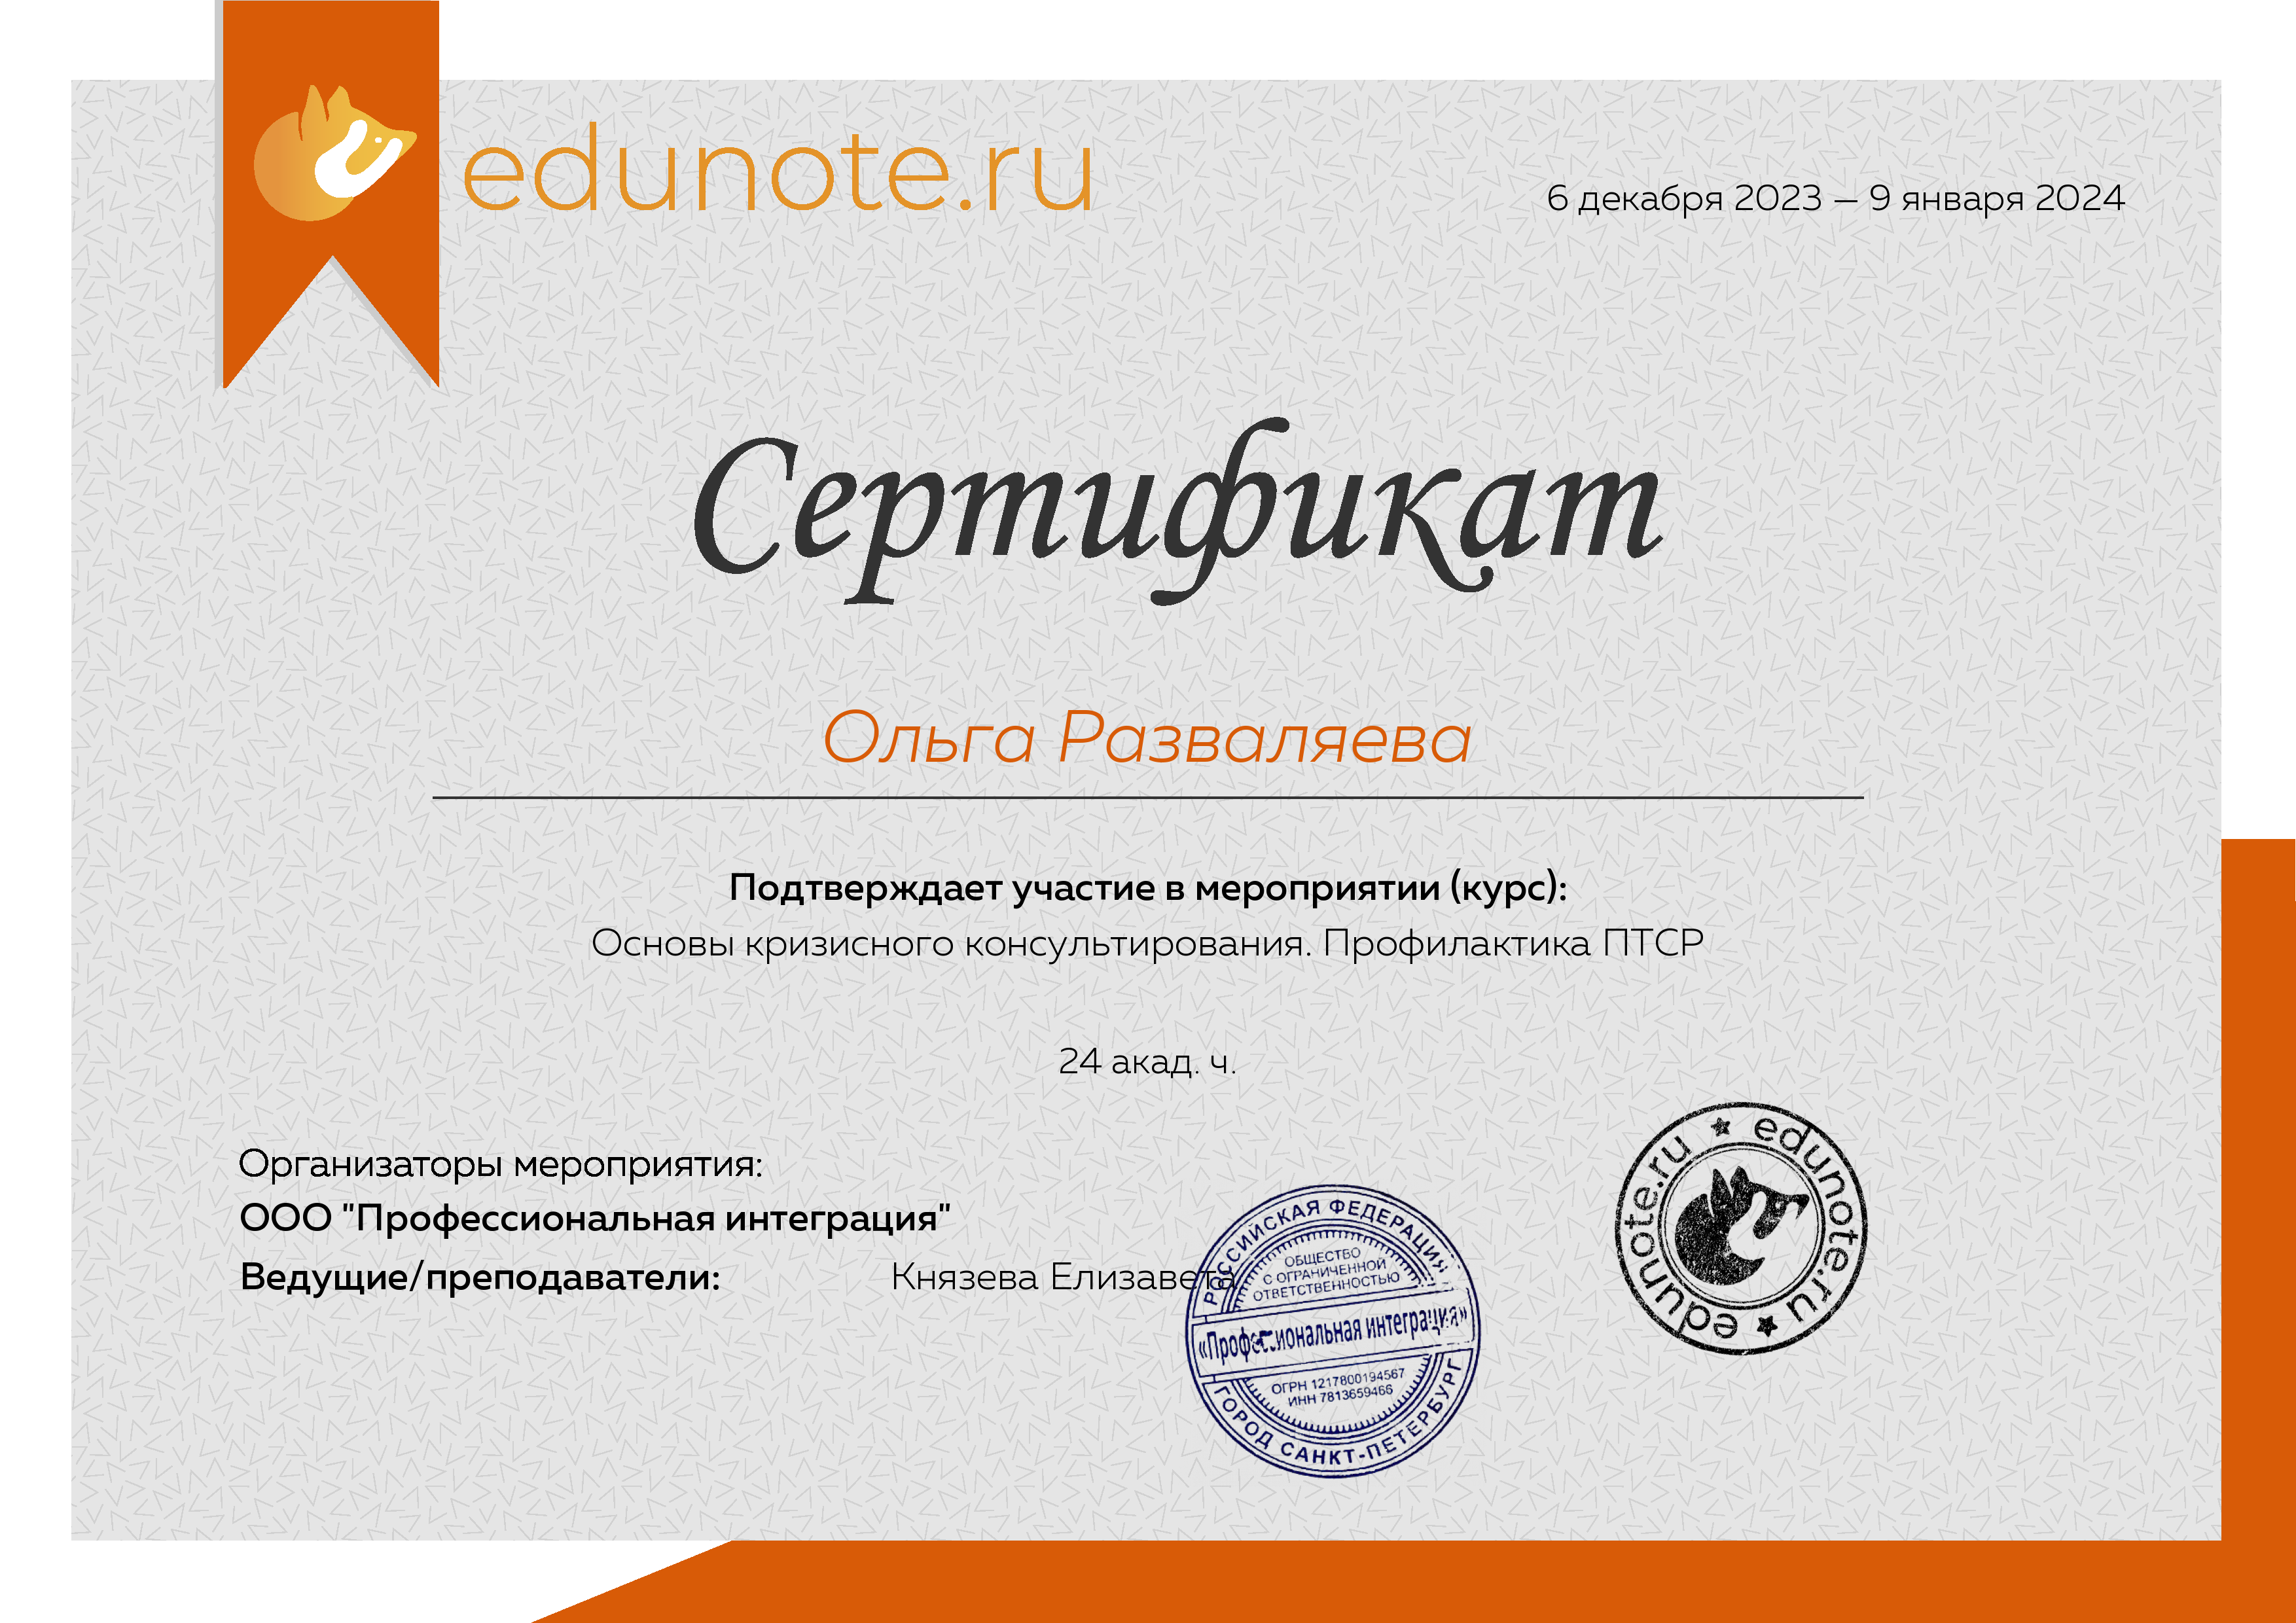 edunote.ru
6 декабря 2023 — 9 января 2024
Сертификат
Ольга Разваляева
Подтверждает участие в мероприятии (курс):
Основы кризисного консультирования. Профилактика ПТСР
24 акад. ч.
Организаторы мероприятия:
ООО "Профессиональная интеграция"
Ведущие/преподаватели: Князева Елизавета
РОССИЙСКАЯ ФЕДЕРАЦИЯ
ОБЩЕСТВО
С ОГРАНИЧЕННОЙ
ОТВЕТСТВЕННОСТЬЮ
«Профессиональная интеграция»
ОГРН 1217800194567
ИНН 7813659466
ГОРОД САНКТ-ПЕТЕРБУРГ
edunote.ru ★ edunote.ru ★
edunote.ru